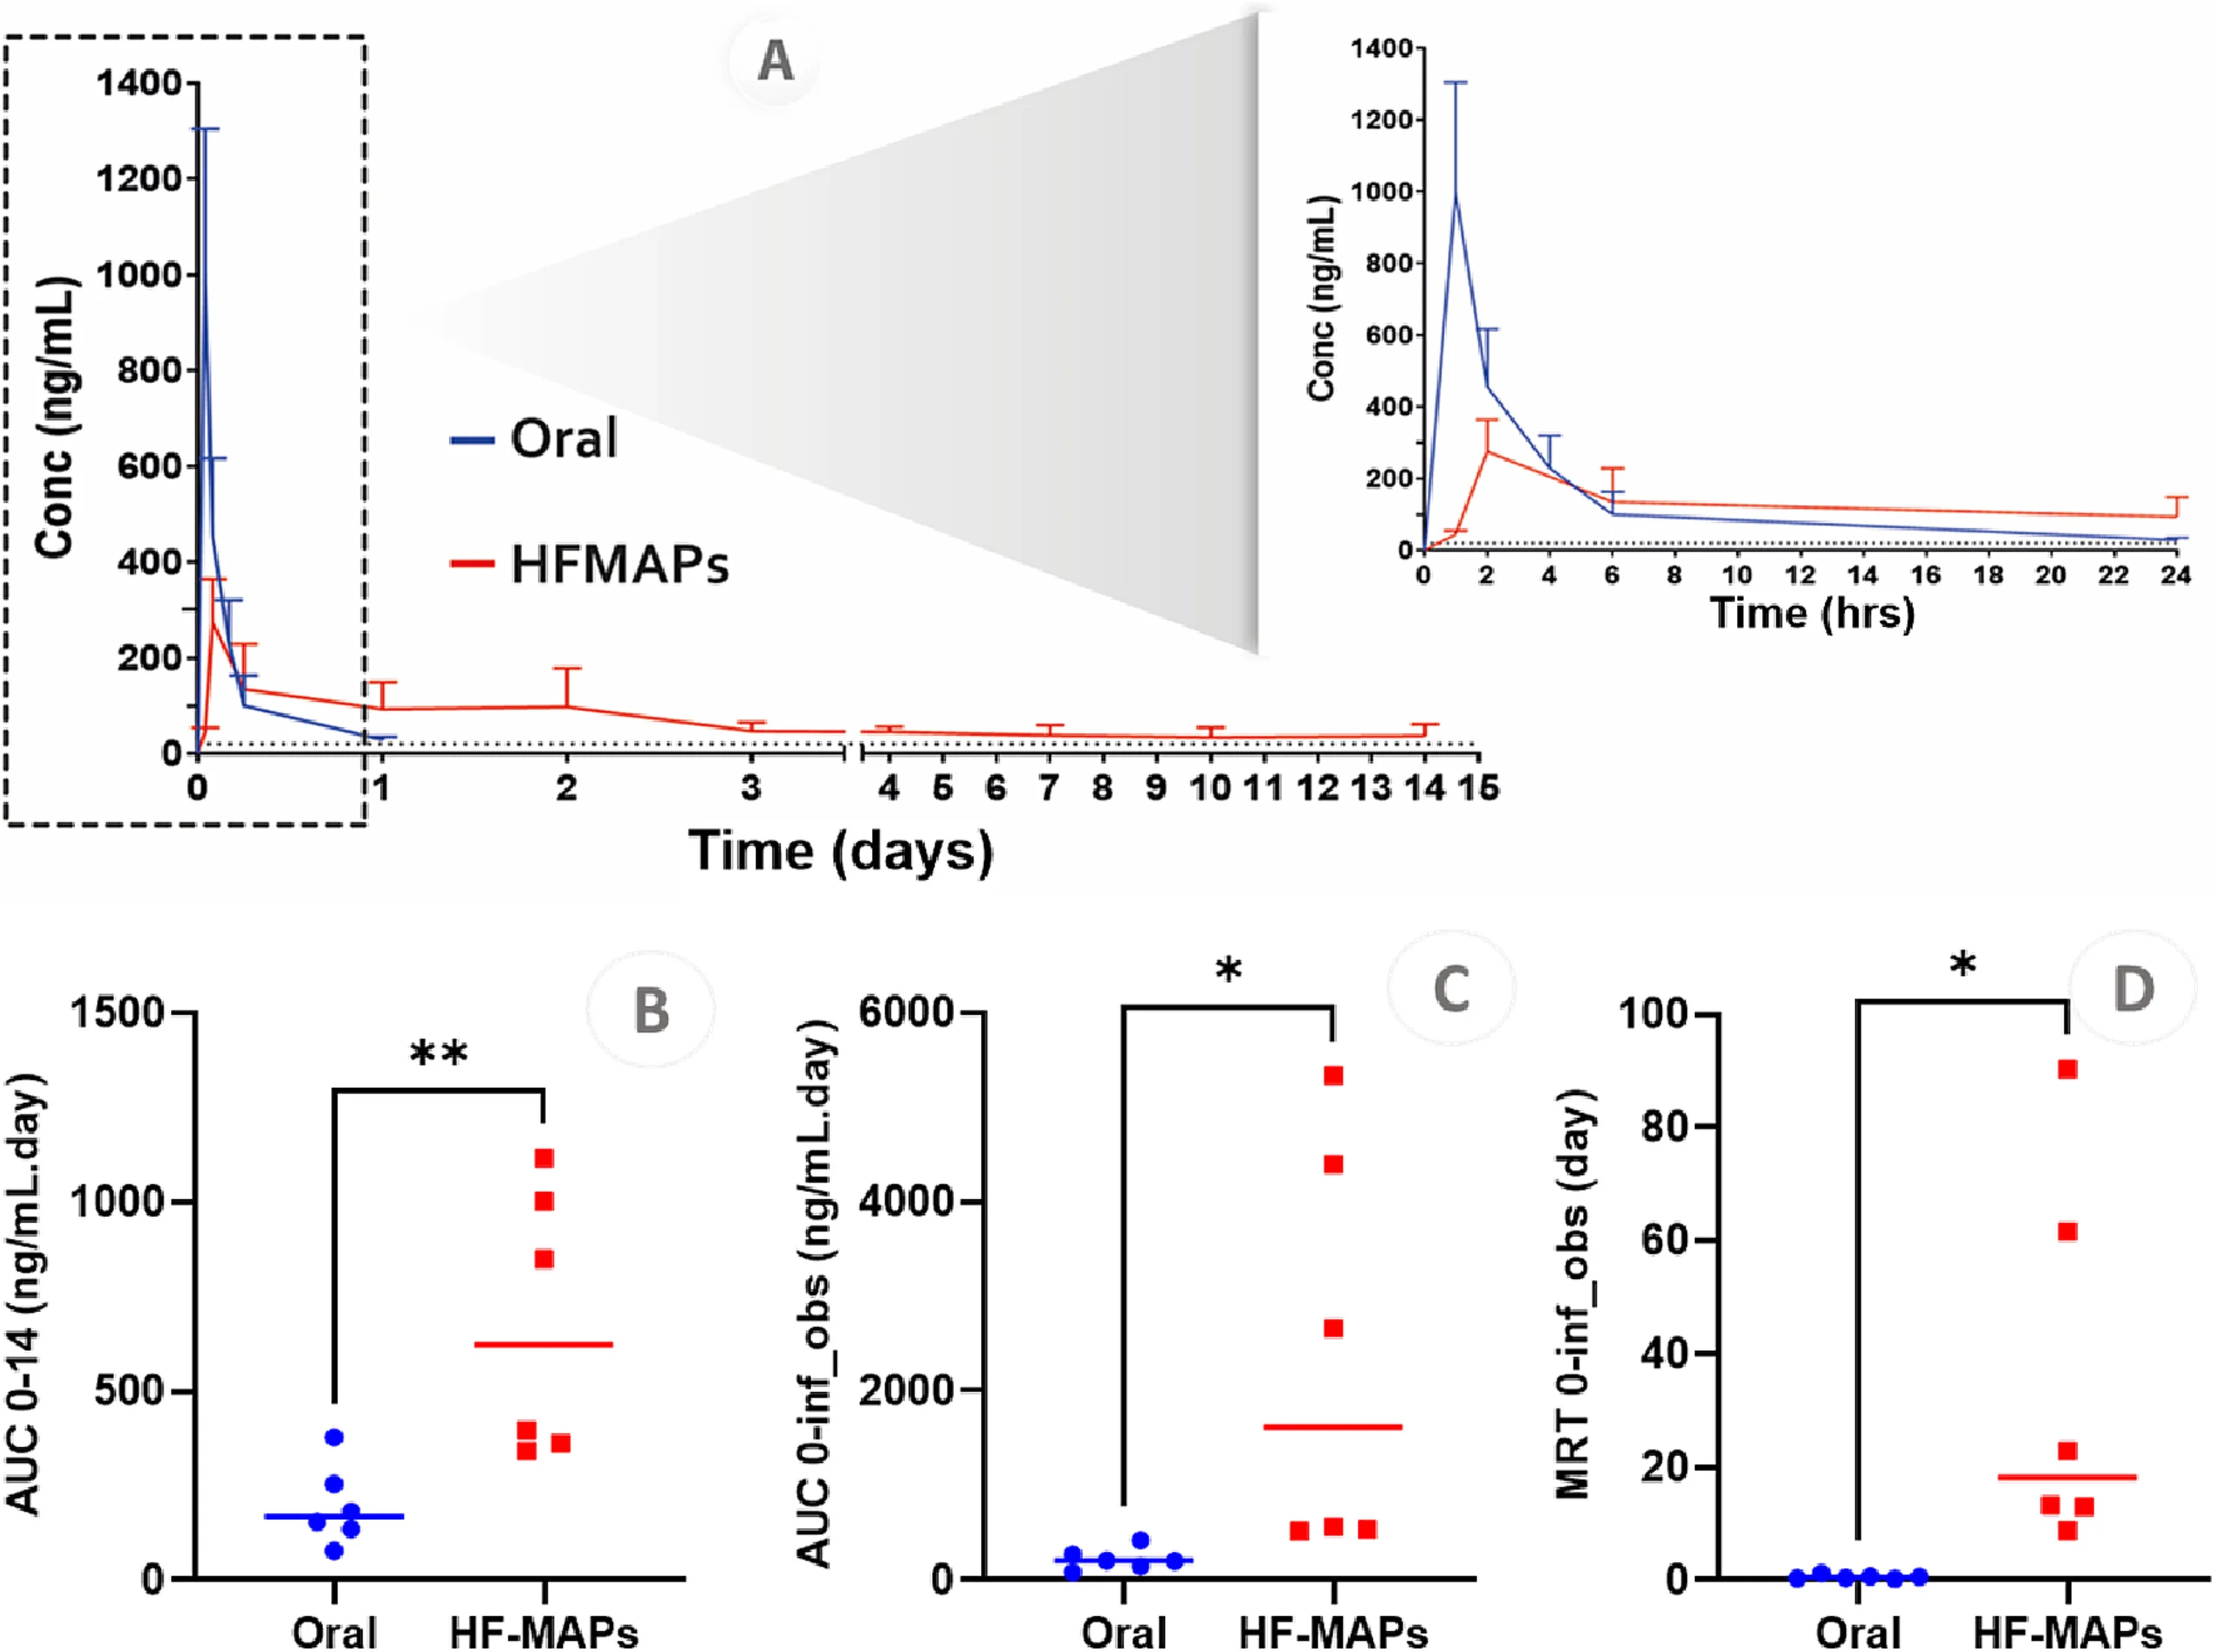 A
1400
1200
1000
800
600
400
200
0
Conc (ng/mL)
Oral
HFMAPs
0 1 2 3 4 5 6 7 8 9 10 11 12 13 14 15
Time (days)
1400
1200
1000
800
600
400
200
0
Conc (ng/mL)
0 2 4 6 8 10 12 14 16 18 20 22 24
Time (hrs)
B
**
1500
1000
500
0
AUC 0-14 (ng/mL.day)
Oral HF-MAPs
C
*
6000
4000
2000
0
AUC 0-inf_obs (ng/mL.day)
Oral HF-MAPs
D
*
100
80
60
40
20
0
MRT 0-inf_obs (day)
Oral HF-MAPs